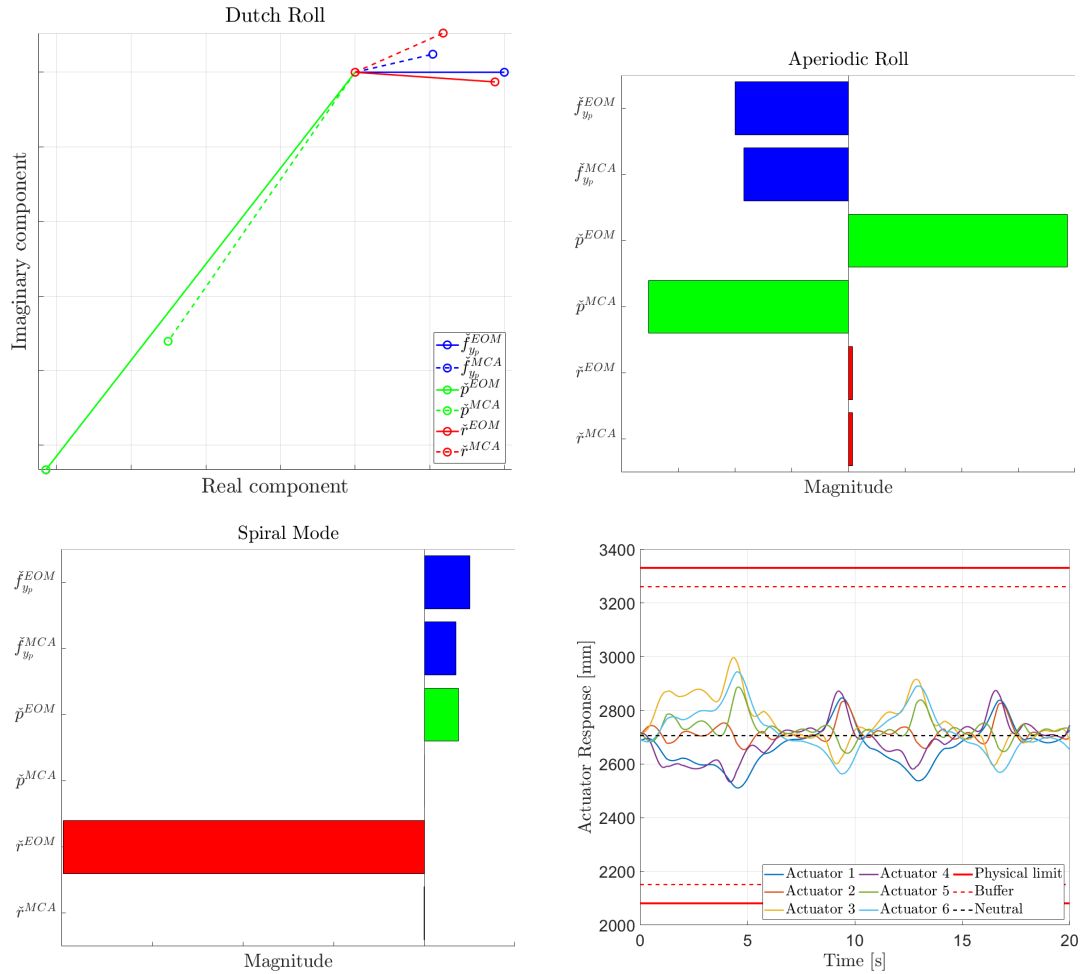 Dutch Roll
Imaginary component
Real component
f̌_{y_p}^{EOM}
f̌_{y_p}^{MCA}
p̌^{EOM}
p̌^{MCA}
ř^{EOM}
ř^{MCA}
Aperiodic Roll
f̌_{y_p}^{EOM}
f̌_{y_p}^{MCA}
p̌^{EOM}
p̌^{MCA}
ř^{EOM}
ř^{MCA}
Magnitude
Spiral Mode
f̌_{y_p}^{EOM}
f̌_{y_p}^{MCA}
p̌^{EOM}
p̌^{MCA}
ř^{EOM}
ř^{MCA}
Magnitude
Actuator Response [mm]
3400
3200
3000
2800
2600
2400
2200
2000
Actuator 1 Actuator 4 Physical limit
Actuator 2 Actuator 5 Buffer
Actuator 3 Actuator 6 Neutral
0 5 10 15 20
Time [s]